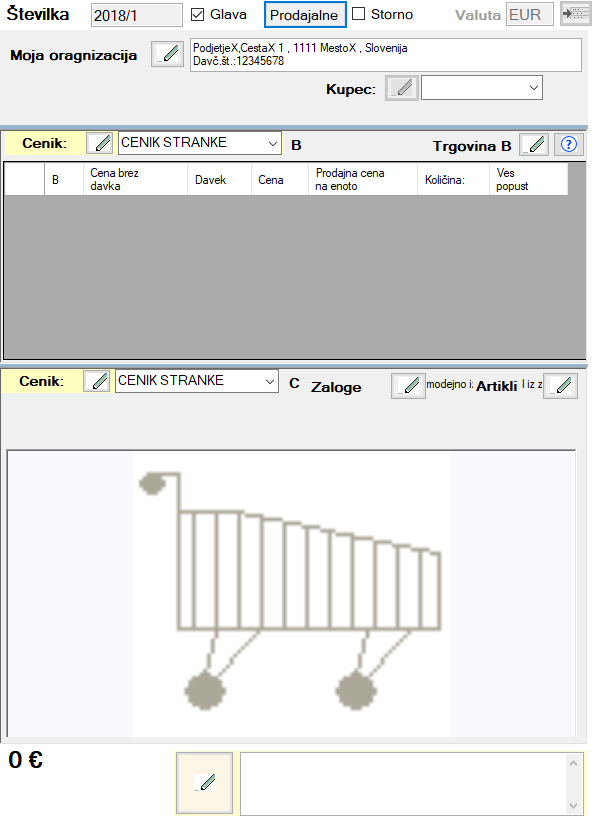 Številka 2018/1 Glava Prodajalne Storno Valuta EUR
Moja oragnizacija
PodjetjeX,CestaX 1 , 1111 MestoX , Slovenija
Davč.št.:12345678
Kupec:
Cenik: CENIK STRANKE B Trgovina B ?
B Cena brez davka Davek Cena Prodajna cena na enoto Količina: Ves popust
Cenik: CENIK STRANKE C Zaloge modejno i: Artikli l iz z
0 €